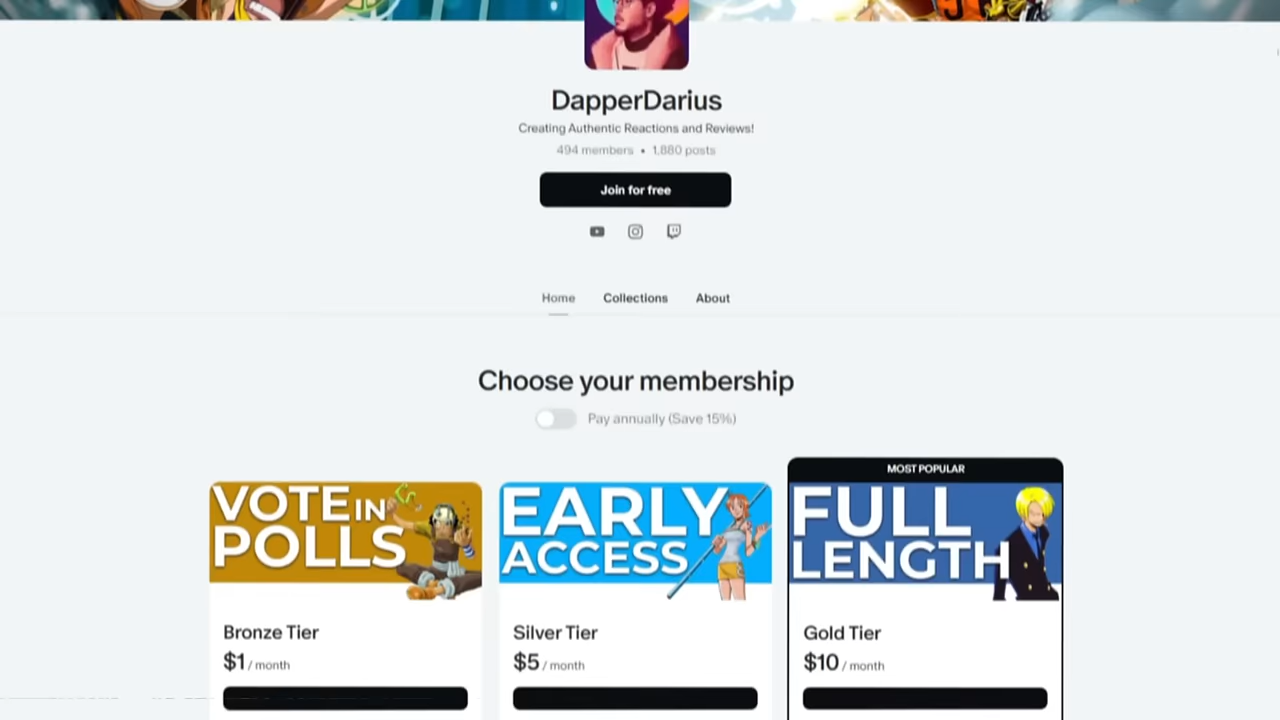 DapperDarius
Creating Authentic Reactions and Reviews!
494 members • 1,880 posts
Join for free
Home Collections About
Choose your membership
Pay annually (Save 15%)
MOST POPULAR
VOTE IN
POLLS
EARLY
ACCESS
FULL
LENGTH
Bronze Tier
$1 / month
Silver Tier
$5 / month
Gold Tier
$10 / month